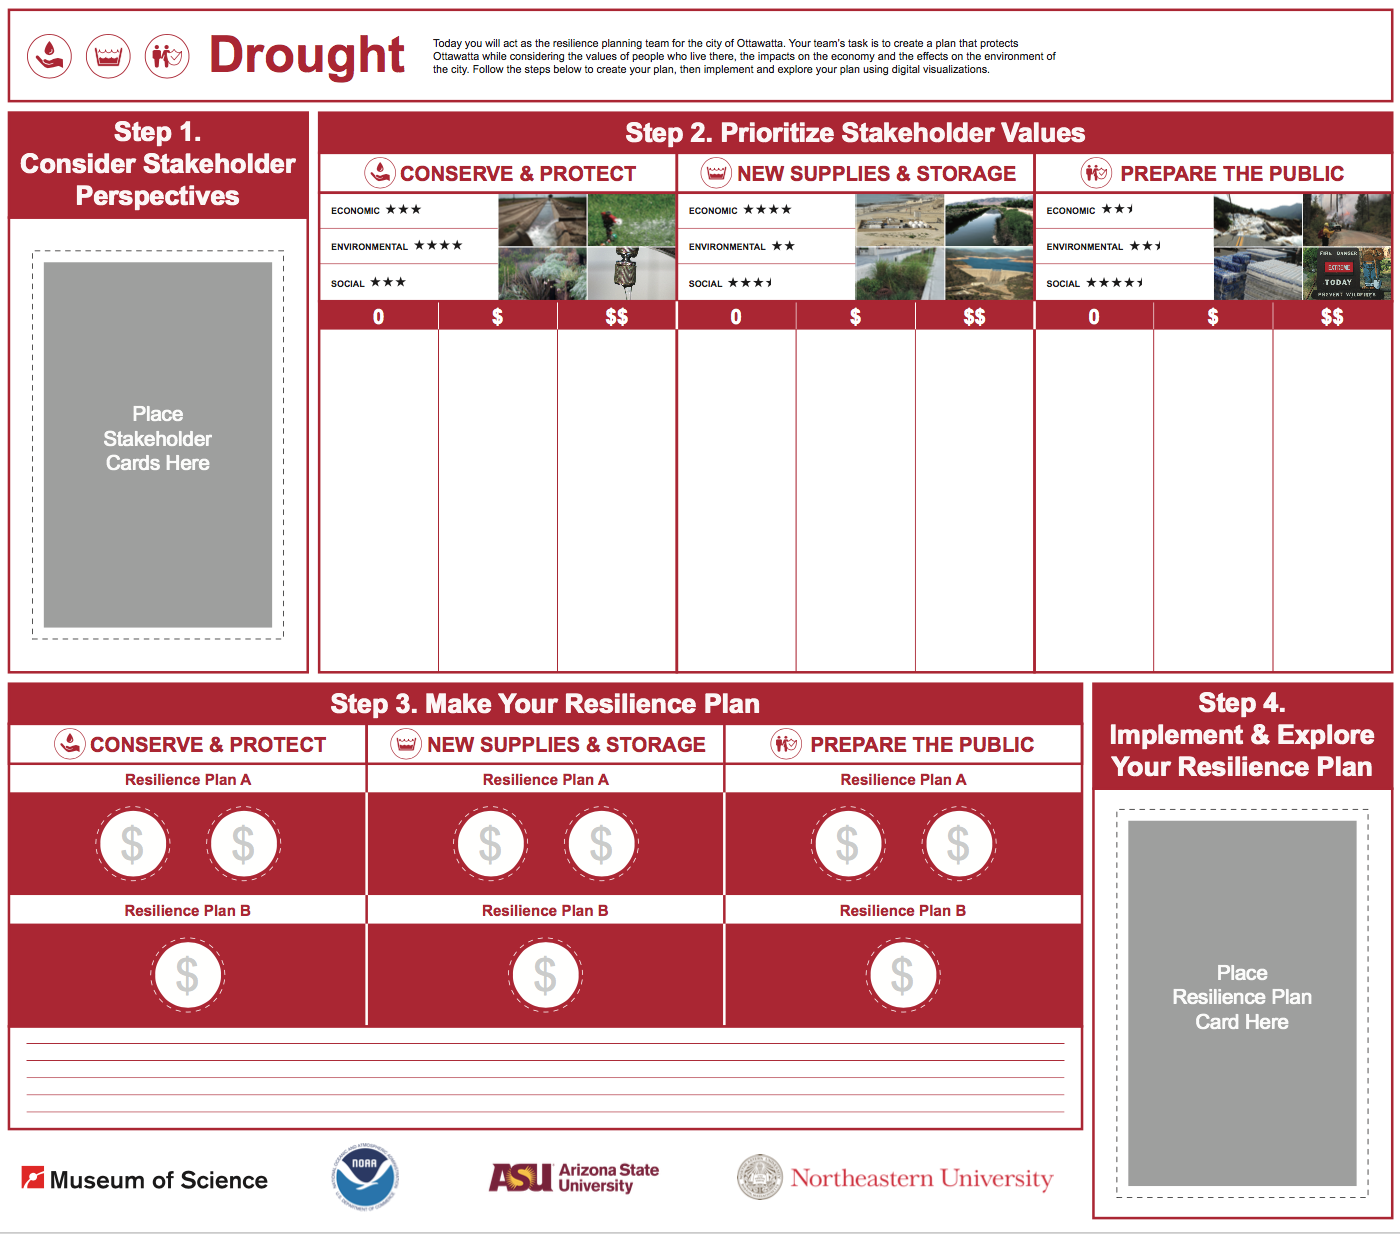 Drought
Today you will act as the resilience planning team for the city of Ottawatta. Your team's task is to create a plan that protects
Ottawatta while considering the values of people who live there, the impacts on the economy and the effects on the environment of
the city. Follow the steps below to create your plan, then implement and explore your plan using digital visualizations.
Step 1.
Consider Stakeholder
Perspectives
Place
Stakeholder
Cards Here
Step 2. Prioritize Stakeholder Values
CONSERVE & PROTECT
ECONOMIC ★★★
ENVIRONMENTAL ★★★★
SOCIAL ★★★
0 $ $$
NEW SUPPLIES & STORAGE
ECONOMIC ★★★★
ENVIRONMENTAL ★★
SOCIAL ★★★
0 $ $$
PREPARE THE PUBLIC
ECONOMIC ★★
ENVIRONMENTAL ★★
SOCIAL ★★★★
FIRE DANGER
EXTREME
TODAY
PREVENT WILDFIRES
0 $ $$
Step 3. Make Your Resilience Plan
CONSERVE & PROTECT
NEW SUPPLIES & STORAGE
PREPARE THE PUBLIC
Resilience Plan A
Resilience Plan A
Resilience Plan A
$ $ $ $ $ $
Resilience Plan B
Resilience Plan B
Resilience Plan B
$ $ $
Step 4.
Implement & Explore
Your Resilience Plan
Place
Resilience Plan
Card Here
Museum of Science
NOAA
ASU Arizona State
University
Northeastern University